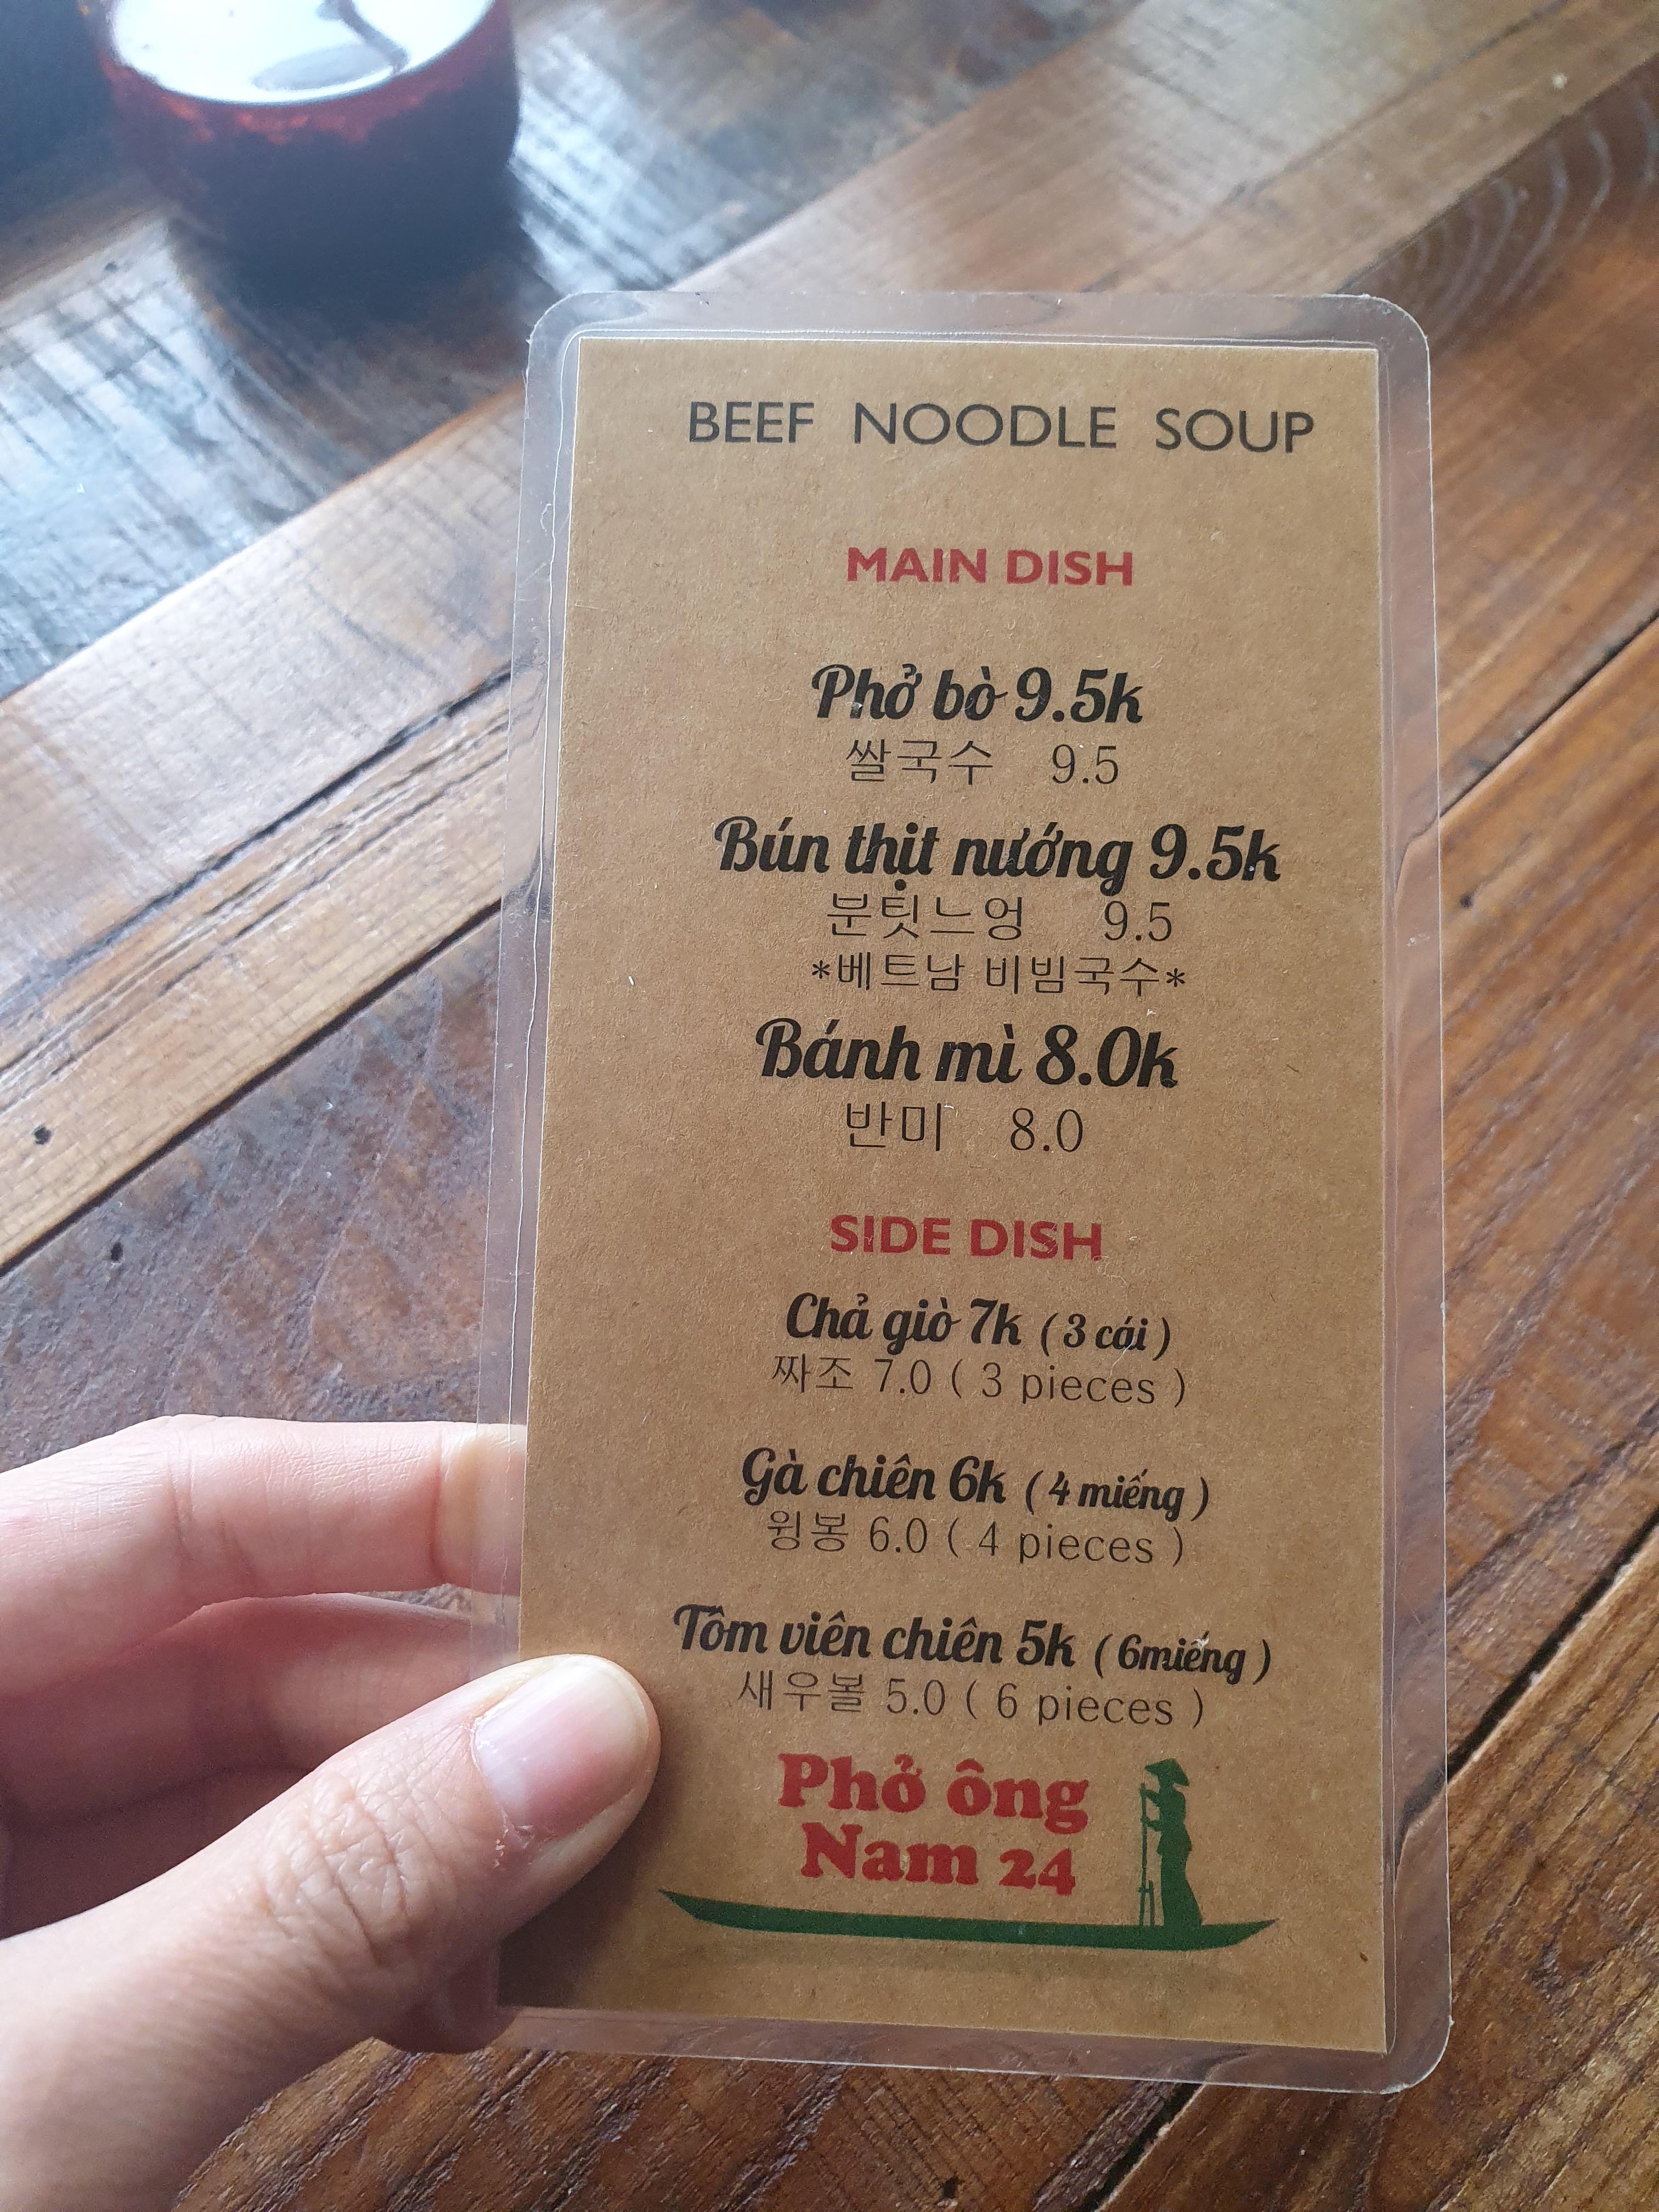 BEEF NOODLE SOUP
MAIN DISH
Phở bò 9.5k
쌀국수 9.5
Bún thịt nướng 9.5k
분팃느엉 9.5
*베트남 비빔국수*
Bánh mì 8.0k
반미 8.0
SIDE DISH
Chả giò 7k ( 3 cái )
짜조 7.0 ( 3 pieces )
Gà chiên 6k ( 4 miếng )
윙봉 6.0 ( 4 pieces )
Tôm viên chiên 5k ( 6miếng )
새우볼 5.0 ( 6 pieces )
Phở ông
Nam 24